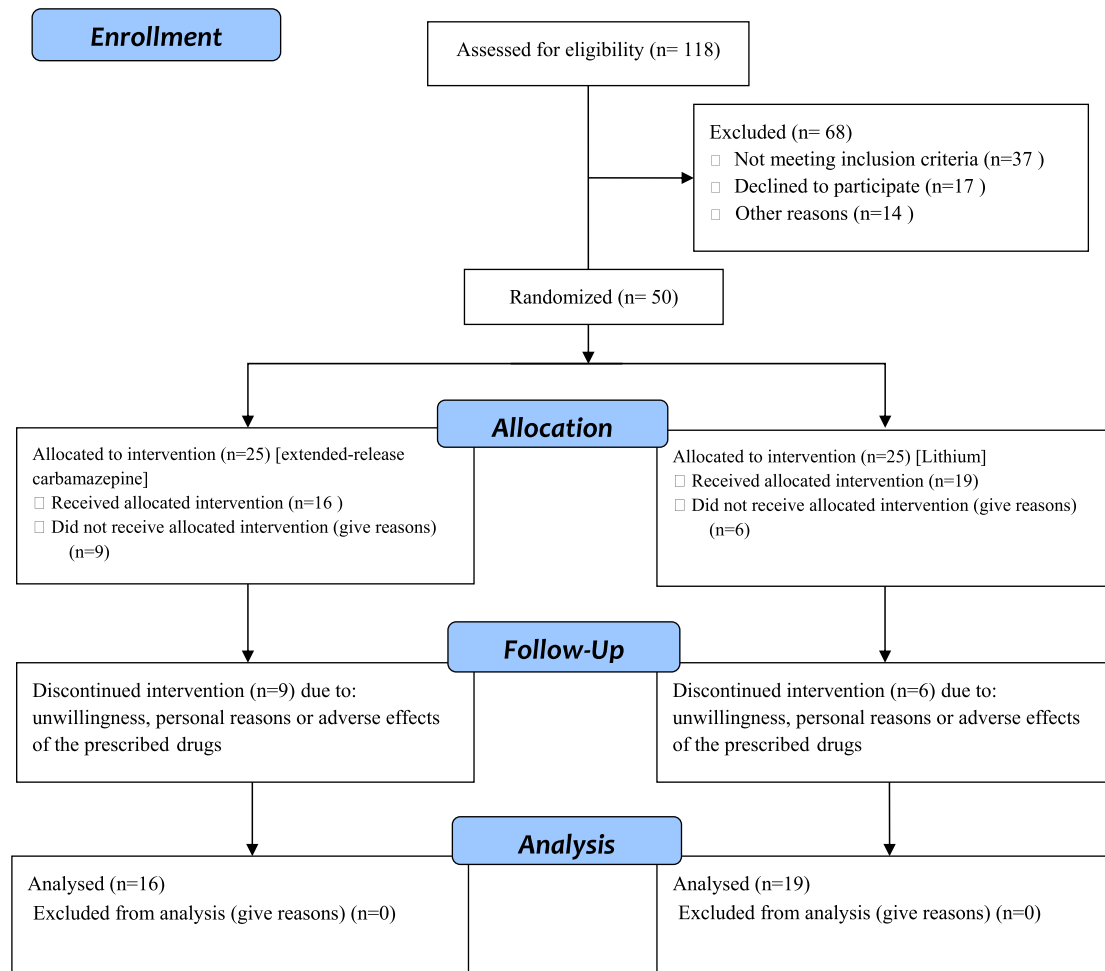 Enrollment
Assessed for eligibility (n= 118)
Excluded (n= 68)
Not meeting inclusion criteria (n=37 )
Declined to participate (n=17 )
Other reasons (n=14 )
Randomized (n= 50)
Allocation
Allocated to intervention (n=25) [extended-release
carbamazepine]
Received allocated intervention (n=16 )
Did not receive allocated intervention (give reasons)
(n=9)
Allocated to intervention (n=25) [Lithium]
Received allocated intervention (n=19)
Did not receive allocated intervention (give reasons)
(n=6)
Follow-Up
Discontinued intervention (n=9) due to:
unwillingness, personal reasons or adverse effects
of the prescribed drugs
Discontinued intervention (n=6) due to:
unwillingness, personal reasons or adverse effects
of the prescribed drugs
Analysis
Analysed (n=16)
Excluded from analysis (give reasons) (n=0)
Analysed (n=19)
Excluded from analysis (give reasons) (n=0)